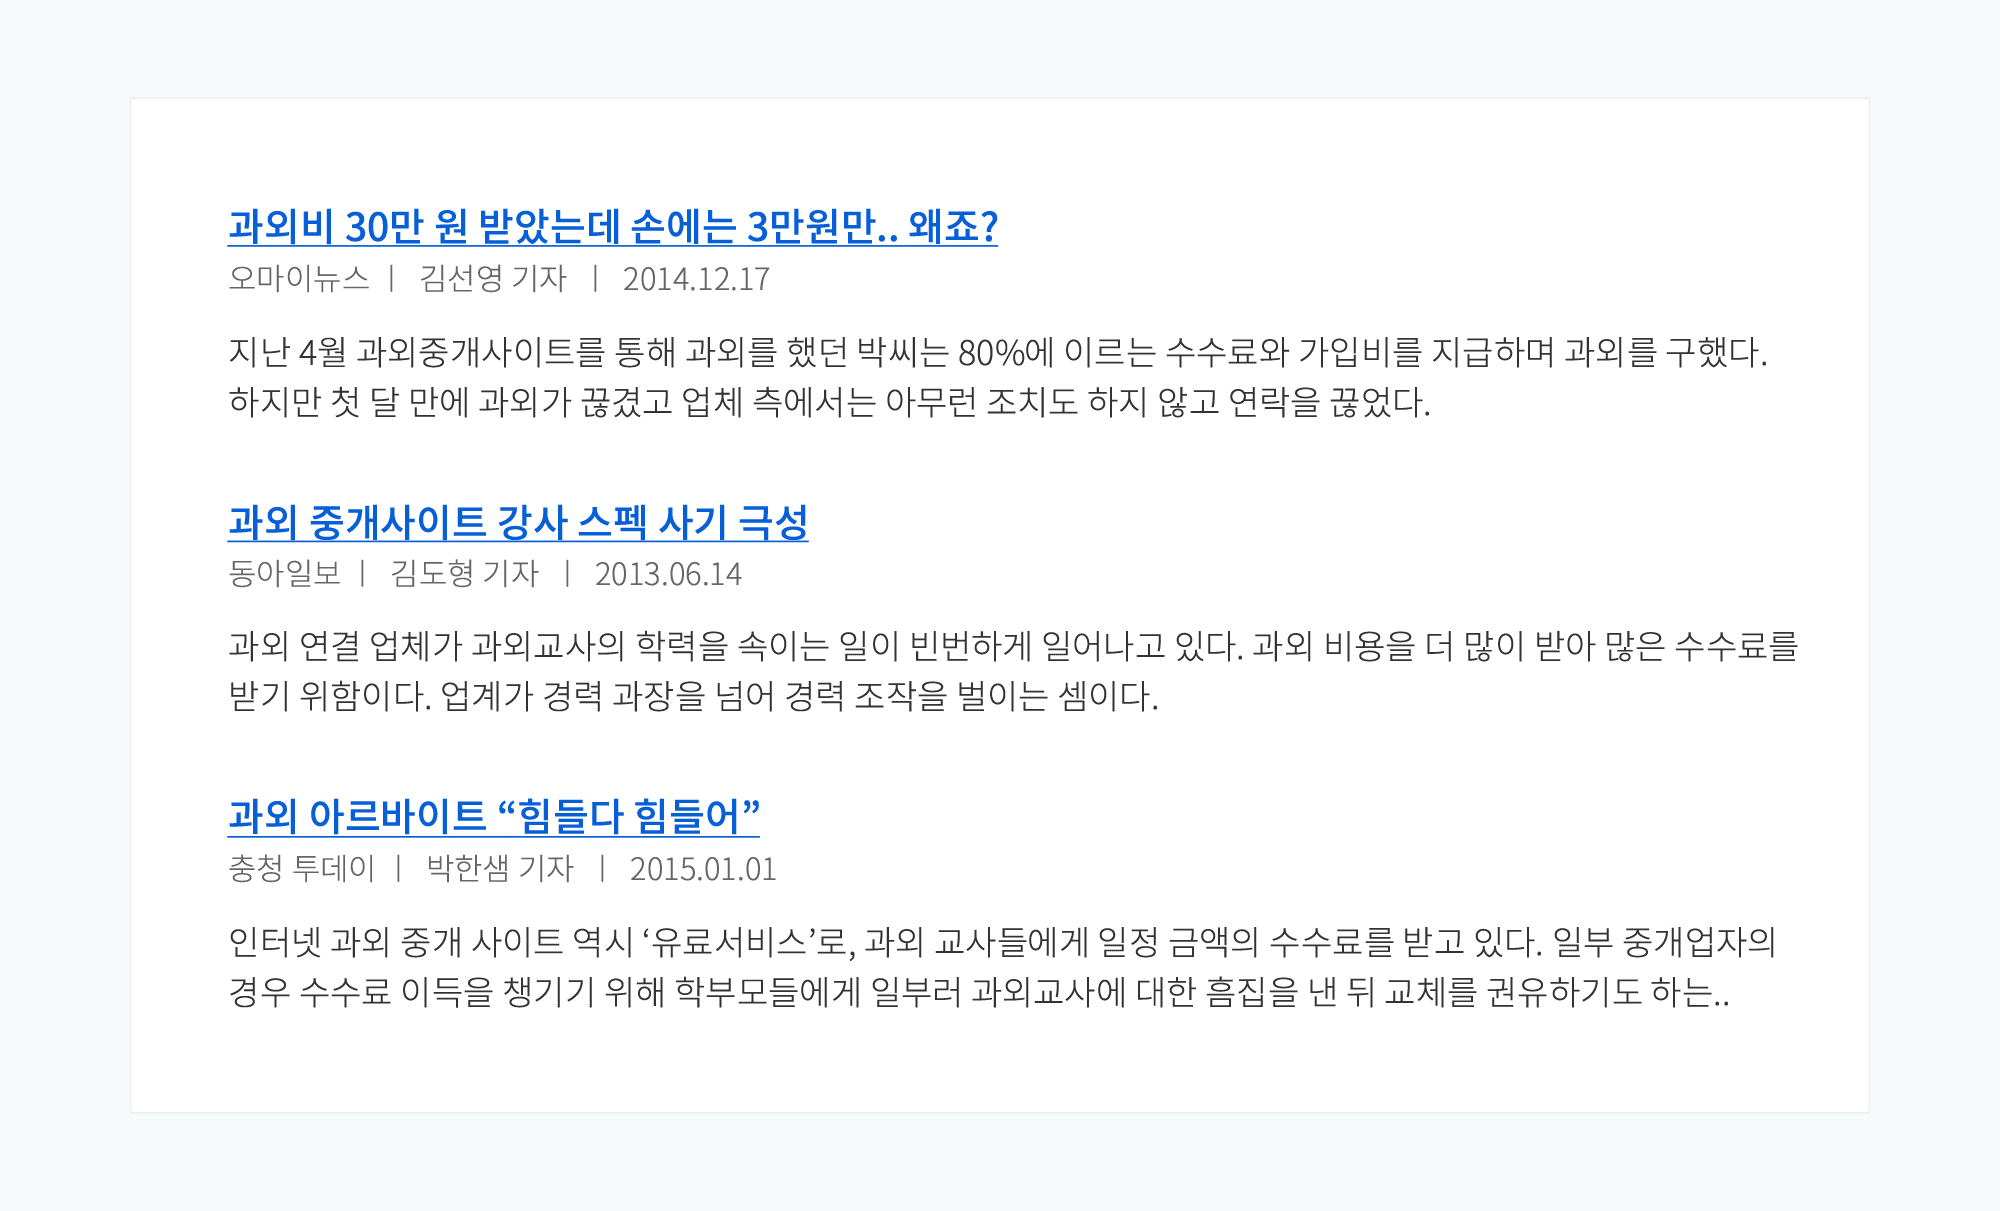 과외비 30만 원 받았는데 손에는 3만원만.. 왜죠?
오마이뉴스 ㅣ 김선영 기자 ㅣ 2014.12.17
지난 4월 과외중개사이트를 통해 과외를 했던 박씨는 80%에 이르는 수수료와 가입비를 지급하며 과외를 구했다.
하지만 첫 달 만에 과외가 끊겼고 업체 측에서는 아무런 조치도 하지 않고 연락을 끊었다.
과외 중개사이트 강사 스펙 사기 극성
동아일보 ㅣ 김도형 기자 ㅣ 2013.06.14
과외 연결 업체가 과외교사의 학력을 속이는 일이 빈번하게 일어나고 있다. 과외 비용을 더 많이 받아 많은 수수료를
받기 위함이다. 업계가 경력 과장을 넘어 경력 조작을 벌이는 셈이다.
과외 아르바이트 “힘들다 힘들어”
충청 투데이 ㅣ 박한샘 기자 ㅣ 2015.01.01
인터넷 과외 중개 사이트 역시 ‘유료서비스’로, 과외 교사들에게 일정 금액의 수수료를 받고 있다. 일부 중개업자의
경우 수수료 이득을 챙기기 위해 학부모들에게 일부러 과외교사에 대한 흠집을 낸 뒤 교체를 권유하기도 하는..